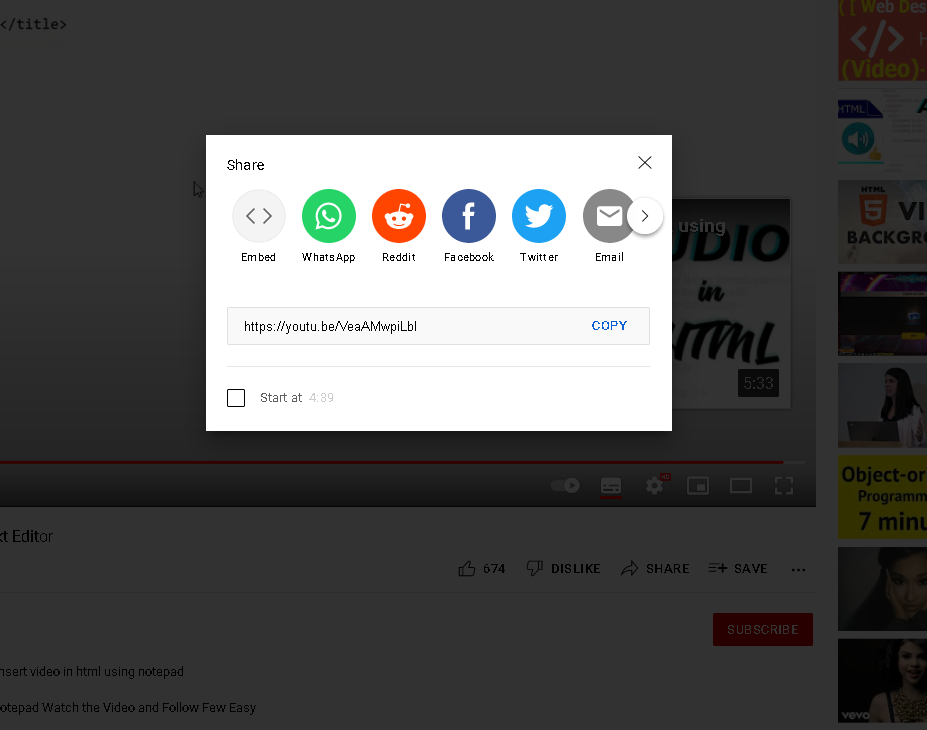 </title>
Share
Embed
WhatsApp
Reddit
Facebook
Twitter
Email
https://youtu.be/VeaAMwpiLbI
COPY
Start at 4:39
using
UDIO
in
HTML
5:33
HD
xt Editor
674
DISLIKE
SHARE
SAVE
SUBSCRIBE
nsert video in html using notepad
otepad Watch the Video and Follow Few Easy
([ Web Des
</> H
(Video)
HTML
HTML
5 VI
BACKGR
Object-or
Programm
7 minu
vevo